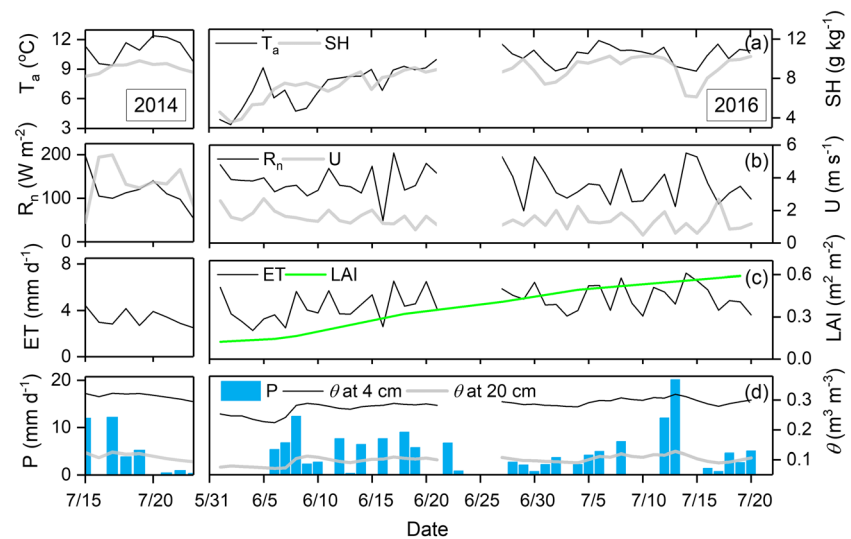 12
9
6
3
Ta (oC)
2014
Ta SH
(a)
2016
12
8
4
SH (g kg-1)
200
100
0
Rn (W m-2)
Rn U
(b)
6
4
2
0
U (m s-1)
8
4
0
ET (mm d-1)
ET LAI
(c)
0.6
0.3
0.0
LAI (m2 m-2)
20
10
0
P (mm d-1)
P θ at 4 cm θ at 20 cm
(d)
0.3
0.2
0.1
θ (m3 m-3)
7/15 7/20 5/31 6/5 6/10 6/15 6/20 6/25 6/30 7/5 7/10 7/15 7/20
Date